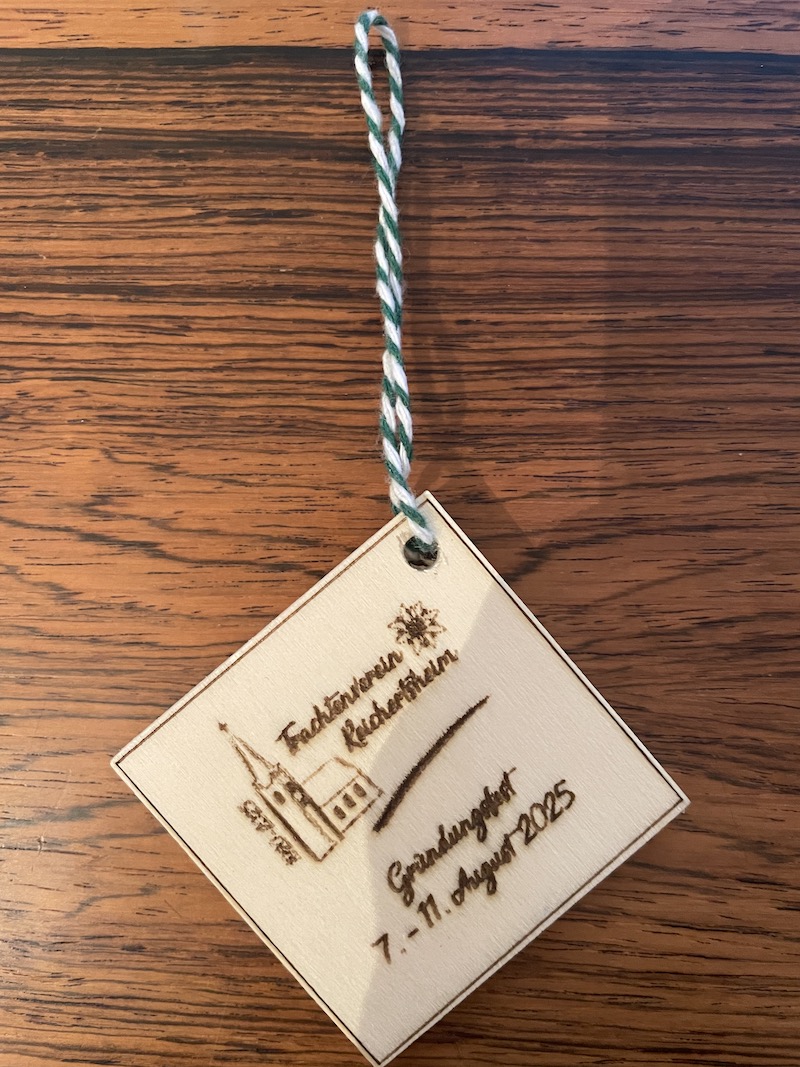 Trachtenverein
Reichertsheim
Gründungsfest
7. - 11. August 2025